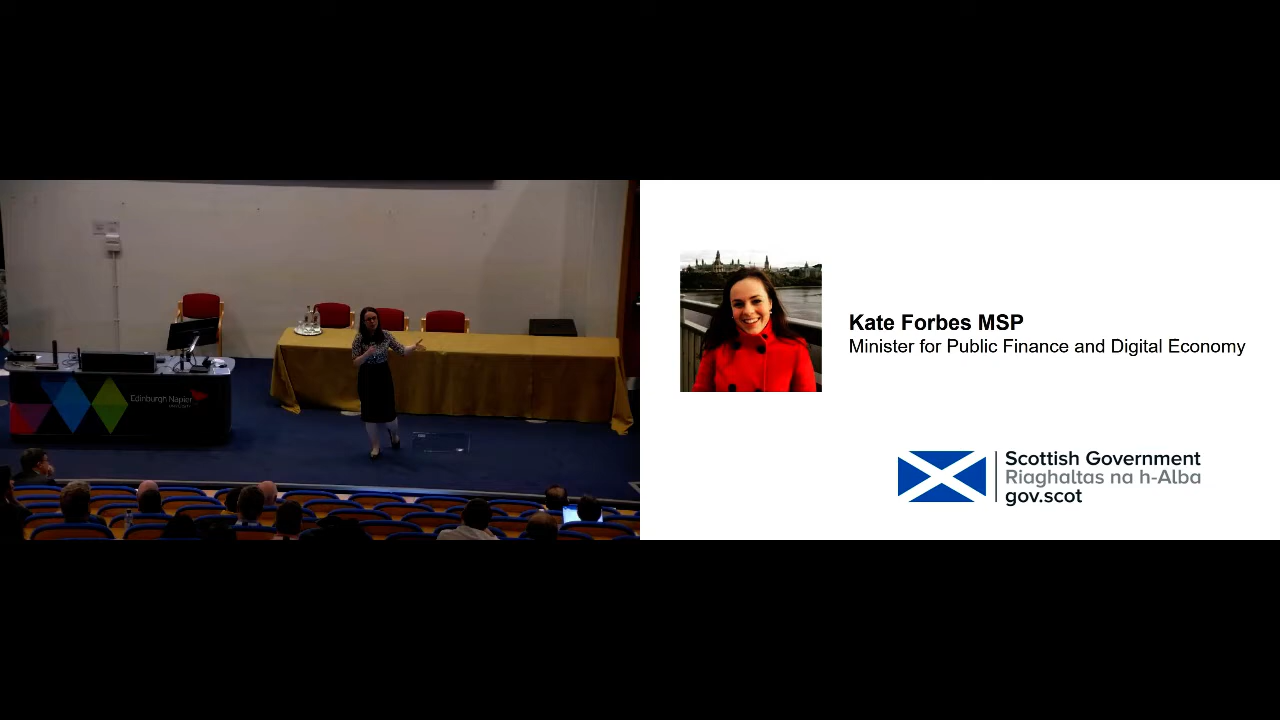 Edinburgh Napier
Kate Forbes MSP
Minister for Public Finance and Digital Economy
Scottish Government
Riaghaltas na h-Alba
gov.scot